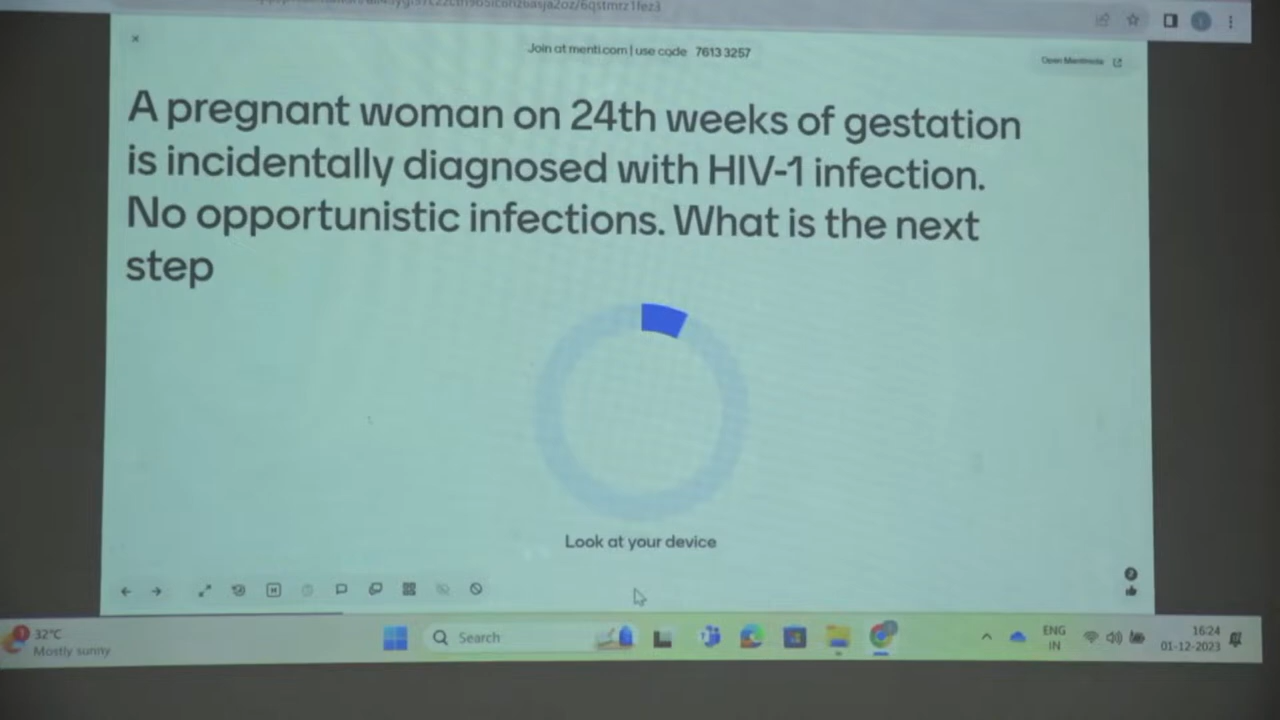 Join at menti.com | use code 7613 3257
Open Mentimeter
A pregnant woman on 24th weeks of gestation
is incidentally diagnosed with HIV-1 infection.
No opportunistic infections. What is the next
step
Look at your device
32°C
Mostly sunny
Search
ENG
IN
16:24
01-12-2023